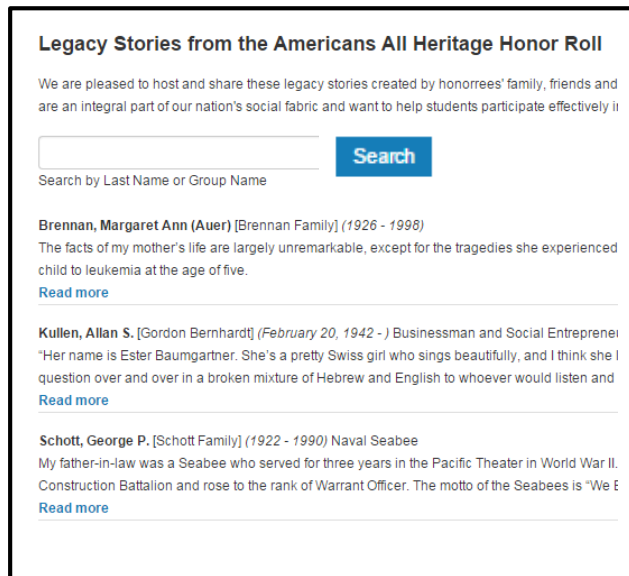 Legacy Stories from the Americans All Heritage Honor Roll
We are pleased to host and share these legacy stories created by honorrees' family, friends and
are an integral part of our nation's social fabric and want to help students participate effectively i
Search
Search by Last Name or Group Name
Brennan, Margaret Ann (Auer) [Brennan Family] (1926 - 1998)
The facts of my mother's life are largely unremarkable, except for the tragedies she experienced
child to leukemia at the age of five.
Read more
Kullen, Allan S. [Gordon Bernhardt] (February 20, 1942 - ) Businessman and Social Entrepreneu
“Her name is Ester Baumgartner. She's a pretty Swiss girl who sings beautifully, and I think she
question over and over in a broken mixture of Hebrew and English to whoever would listen and
Read more
Schott, George P. [Schott Family] (1922 - 1990) Naval Seabee
My father-in-law was a Seabee who served for three years in the Pacific Theater in World War II.
Construction Battalion and rose to the rank of Warrant Officer. The motto of the Seabees is “We
Read more